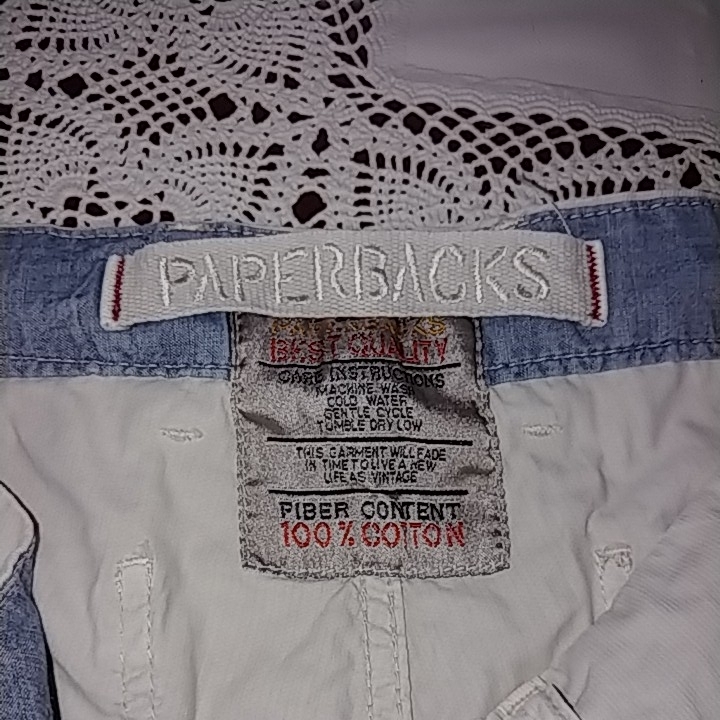 PAPERBACKS
BEST QUALITY
CARE INSTRUCTIONS
MACHINE WASH
COLD WATER
GENTLE CYCLE
TUMBLE DRY LOW
THIS GARMENT WILL FADE
IN TIME TO LIVE A NEW
LIFE AS VINTAGE
FIBER CONTENT
100% COTTON